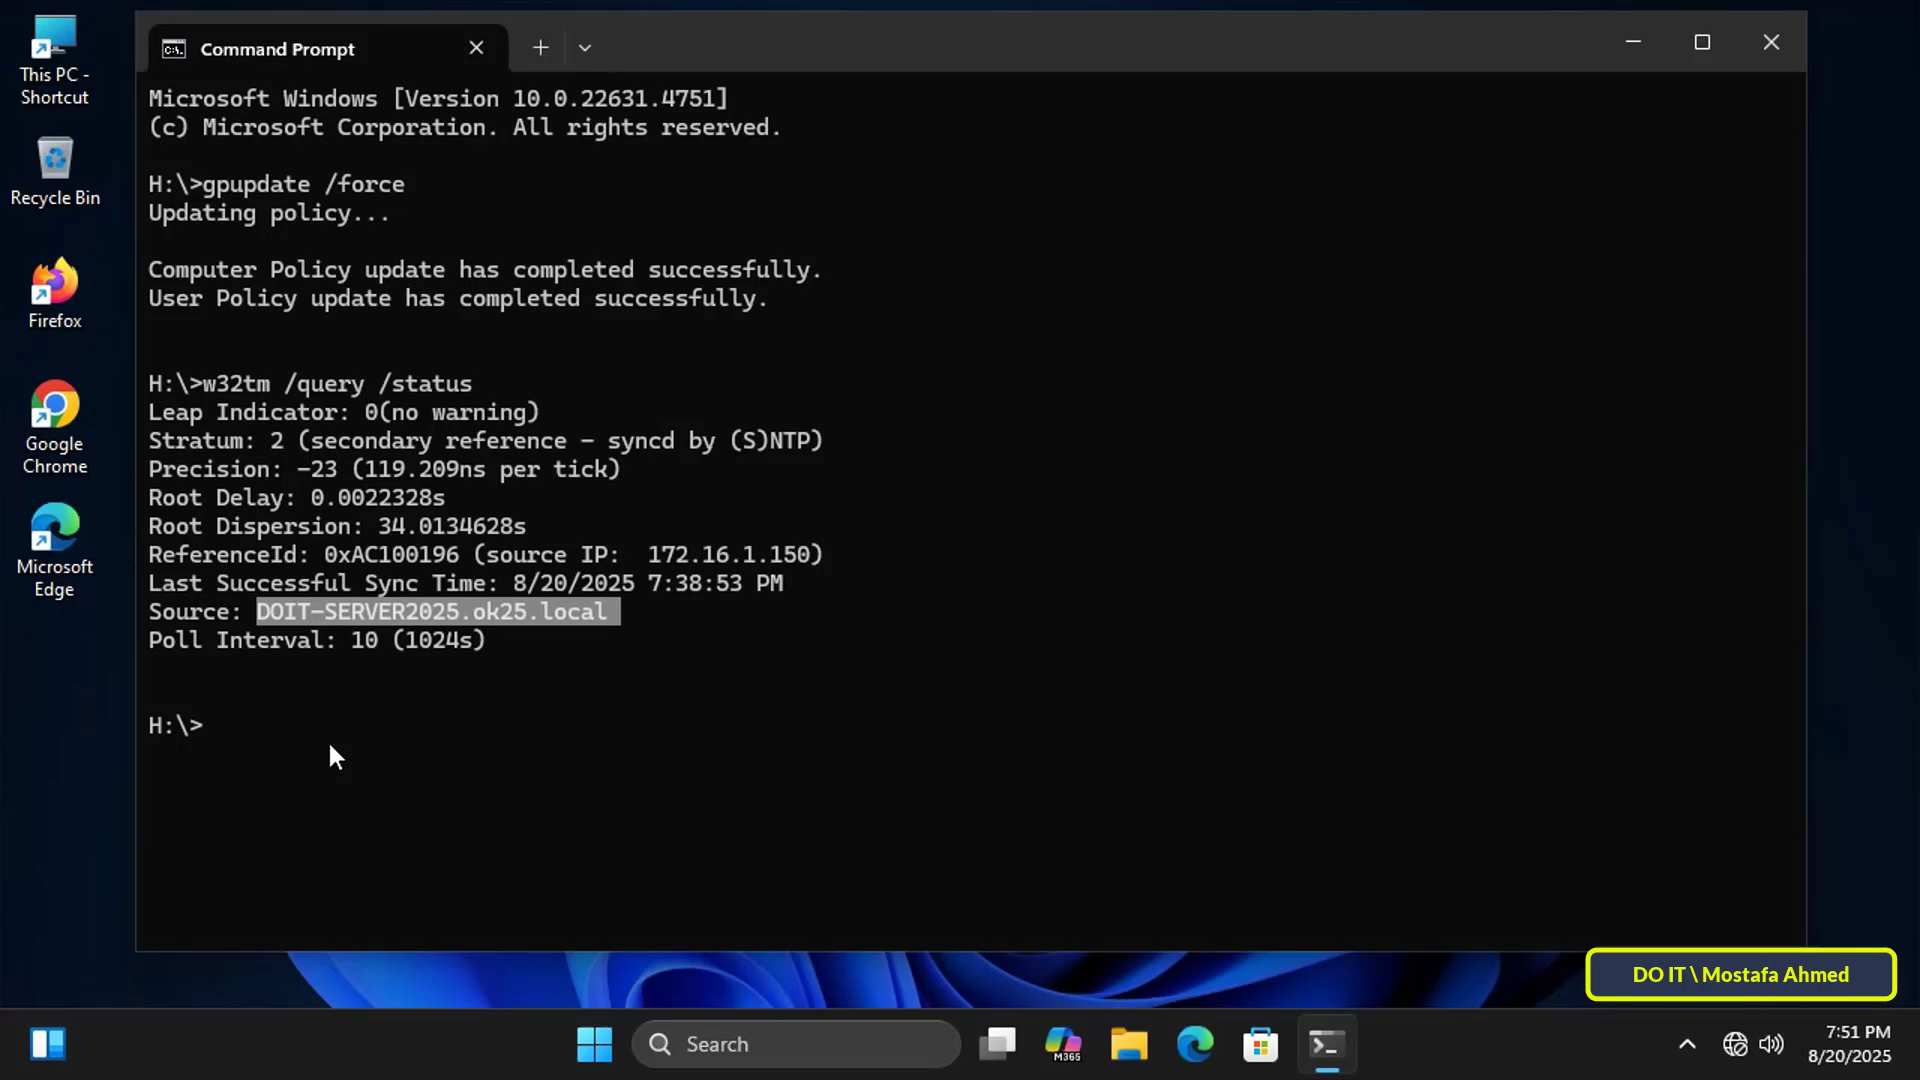 This PC -
Shortcut
Recycle Bin
Firefox
Google
Chrome
Microsoft
Edge
Command Prompt
Microsoft Windows [Version 10.0.22631.4751]
(c) Microsoft Corporation. All rights reserved.
H:\>gpupdate /force
Updating policy...
Computer Policy update has completed successfully.
User Policy update has completed successfully.
H:\>w32tm /query /status
Leap Indicator: 0(no warning)
Stratum: 2 (secondary reference - syncd by (S)NTP)
Precision: -23 (119.209ns per tick)
Root Delay: 0.0022328s
Root Dispersion: 34.0134628s
ReferenceId: 0xAC100196 (source IP:  172.16.1.150)
Last Successful Sync Time: 8/20/2025 7:38:53 PM
Source: DOIT-SERVER2025.ok25.local
Poll Interval: 10 (1024s)
H:\>
DO IT \ Mostafa Ahmed
Search
M365
7:51 PM
8/20/2025